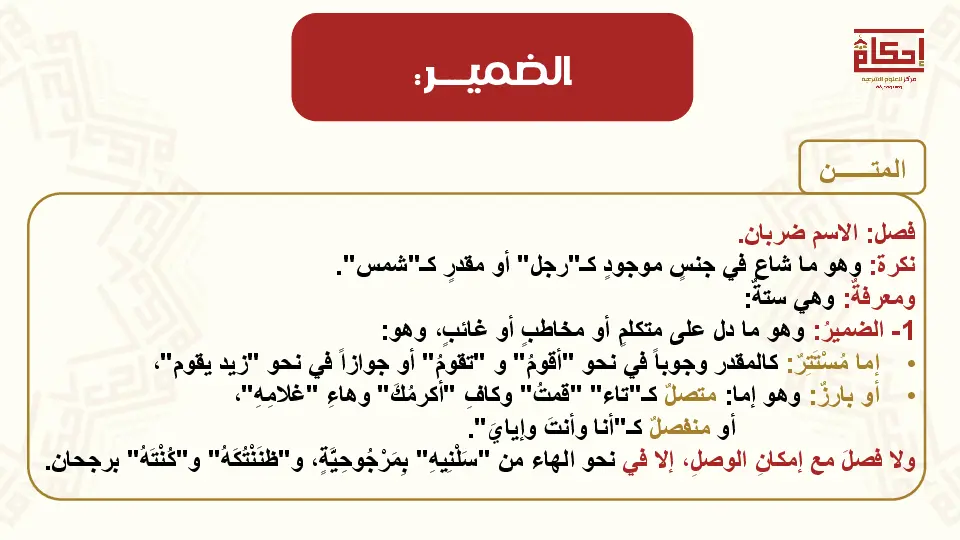 إحكام
مركز للعلوم الشرعية
الضميـــر:
المتــــــن
فصل: الاسم ضربان.
نكرة: وهو ما شاع في جنسٍ موجودٍ كـ"رجل" أو مقدرٍ كـ"شمس".
ومعرفةٌ: وهي ستةٌ:
1- الضميرُ: وهو ما دل على متكلمٍ أو مخاطبٍ أو غائبٍ، وهو:
• إما مُسْتَتِرٌ: كالمقدر وجوباً في نحو "أقومُ" و "تقومُ" أو جوازاً في نحو "زيد يقوم"،
• أو بارزٌ: وهو إما: متصلٌ كـ"تاء" "قمتُ" وكافِ "أكرمُكَ" وهاءِ "غلامِهِ"،
أو منفصلٌ كـ"أنا وأنتَ وإيايَ".
ولا فصلَ مع إمكانِ الوصلِ، إلا في نحو الهاء من "سَلْنِيهِ" بِمَرْجُوحِيَّةٍ، و"ظنَنْتُكَهُ" و"كُنْتَهُ" برجحان.